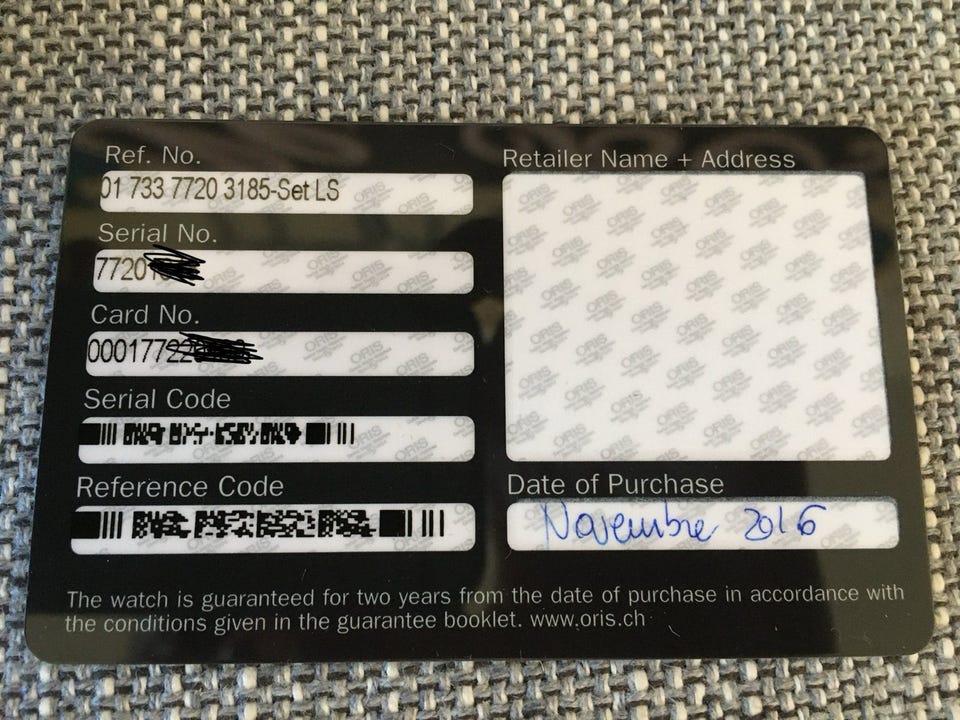 Ref. No.
01 733 7720 3185-Set LS
Serial No.
7720
Card No.
000177
Serial Code
Reference Code
Retailer Name + Address
ORIS
Date of Purchase
Novembre 2016
The watch is guaranteed for two years from the date of purchase in accordance with
the conditions given in the guarantee booklet. www.oris.ch